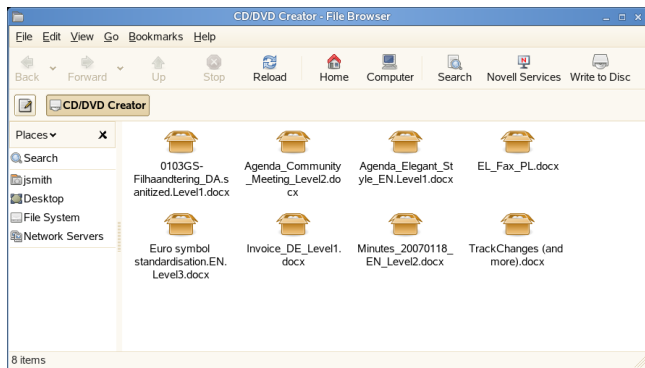 CD/DVD Creator - File Browser
File Edit View Go Bookmarks Help
Back Forward Up Stop Reload Home Computer Search Novell Services Write to Disc
CD/DVD Creator
Places
Search
jsmith
Desktop
File System
Network Servers
0103GS-
Filhaandtering_DA.s
anitized.Level1.docx
Agenda_Community
_Meeting_Level2.do
cx
Agenda_Elegant_St
yle_EN.Level1.docx
EL_Fax_PL.docx
Euro symbol
standardisation.EN.
Level3.docx
Invoice_DE_Level1.
docx
Minutes_20070118_
EN_Level2.docx
TrackChanges (and
more).docx
8 items